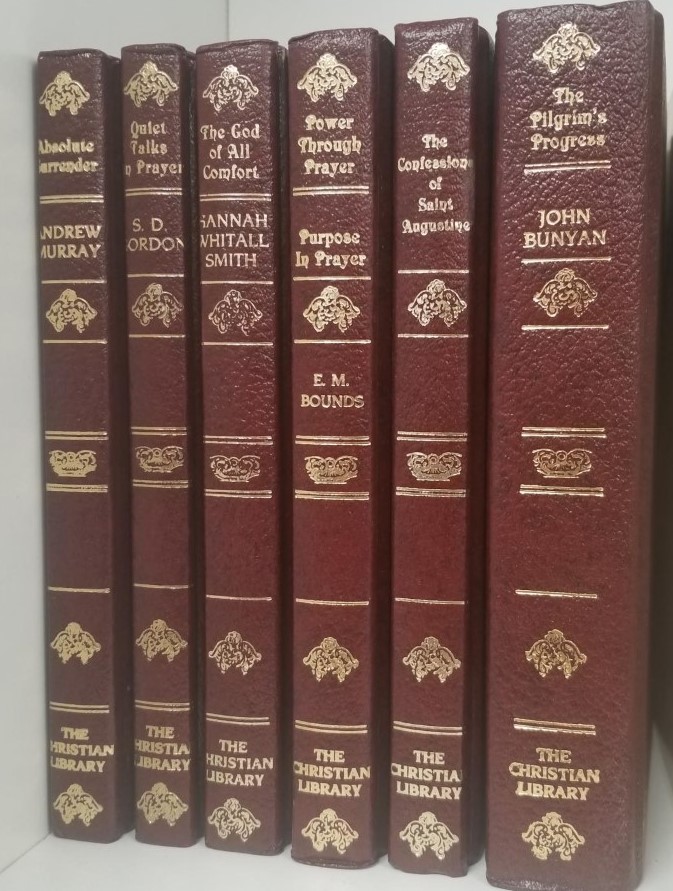 Absolute
Surrender
ANDREW
MURRAY
THE
CHRISTIAN
LIBRARY
Quiet
Talks
in Prayer
S. D.
GORDON
THE
CHRISTIAN
LIBRARY
The God
of All
Comfort
HANNAH
WHITALL
SMITH
THE
CHRISTIAN
LIBRARY
Power
Through
Prayer
Purpose
In Prayer
E. M.
BOUNDS
THE
CHRISTIAN
LIBRARY
The
Confessions
of
Saint
Augustine
THE
CHRISTIAN
LIBRARY
The
Pilgrim's
Progress
JOHN
BUNYAN
THE
CHRISTIAN
LIBRARY